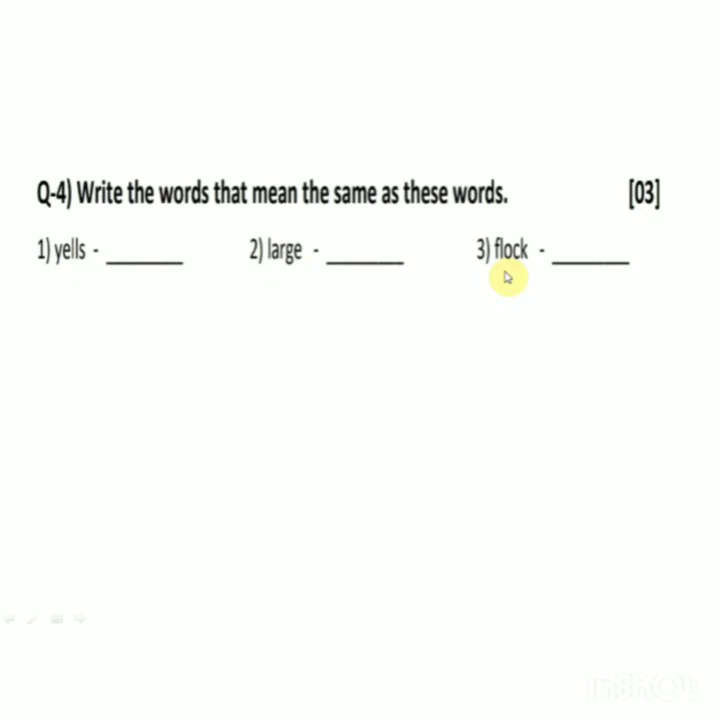 Q-4) Write the words that mean the same as these words. [03]
1) yells - ________ 2) large - ________ 3) flock - ________
InShOt